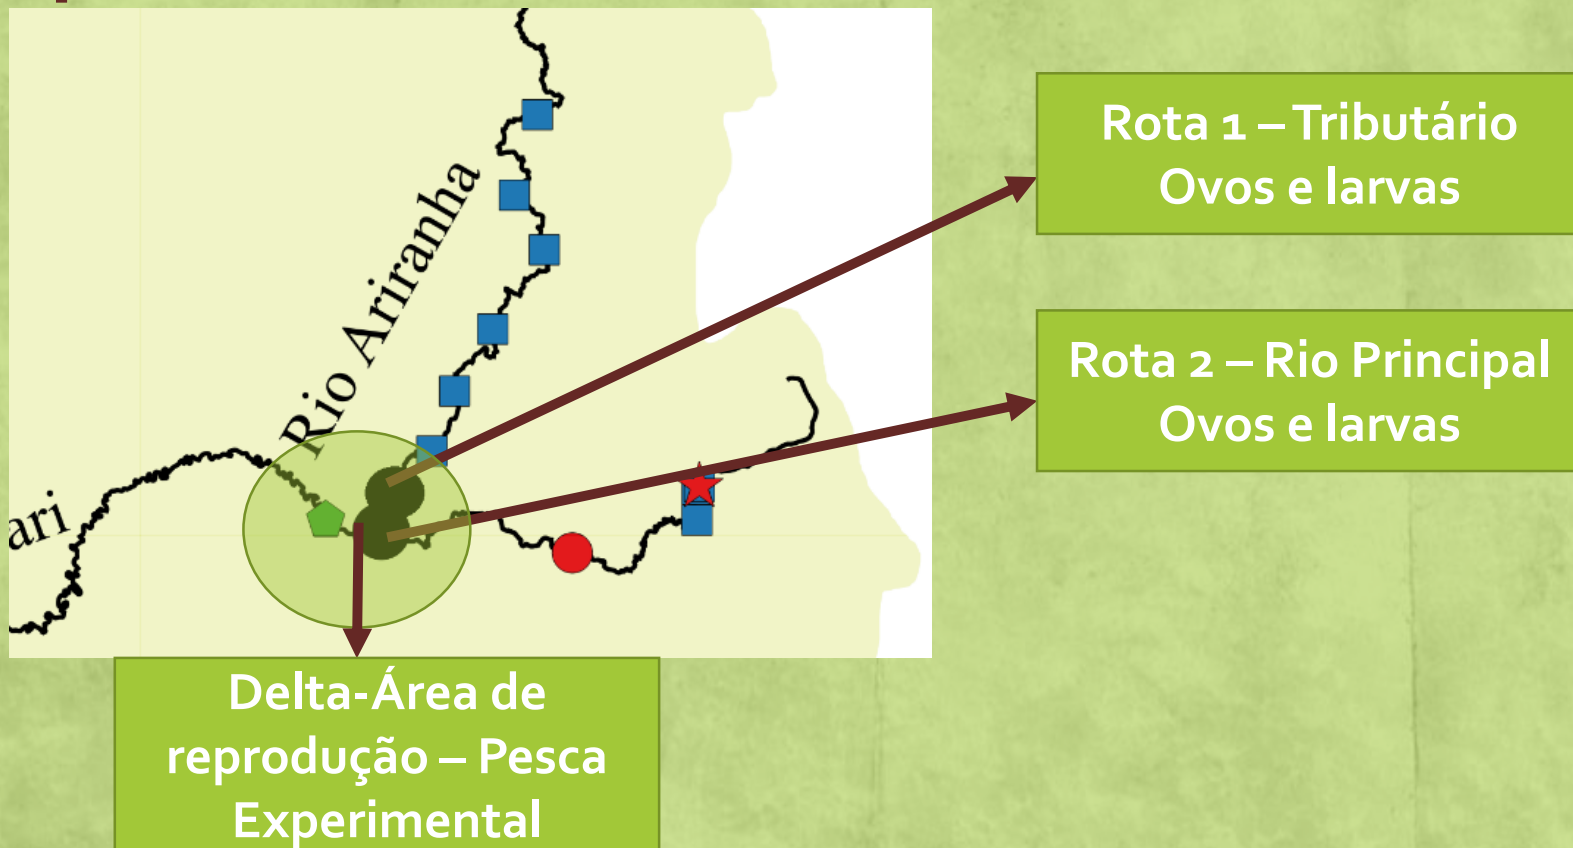 Rio Ariranha
ari
Rota 1 – Tributário
Ovos e larvas
Rota 2 – Rio Principal
Ovos e larvas
Delta-Área de
reprodução – Pesca
Experimental